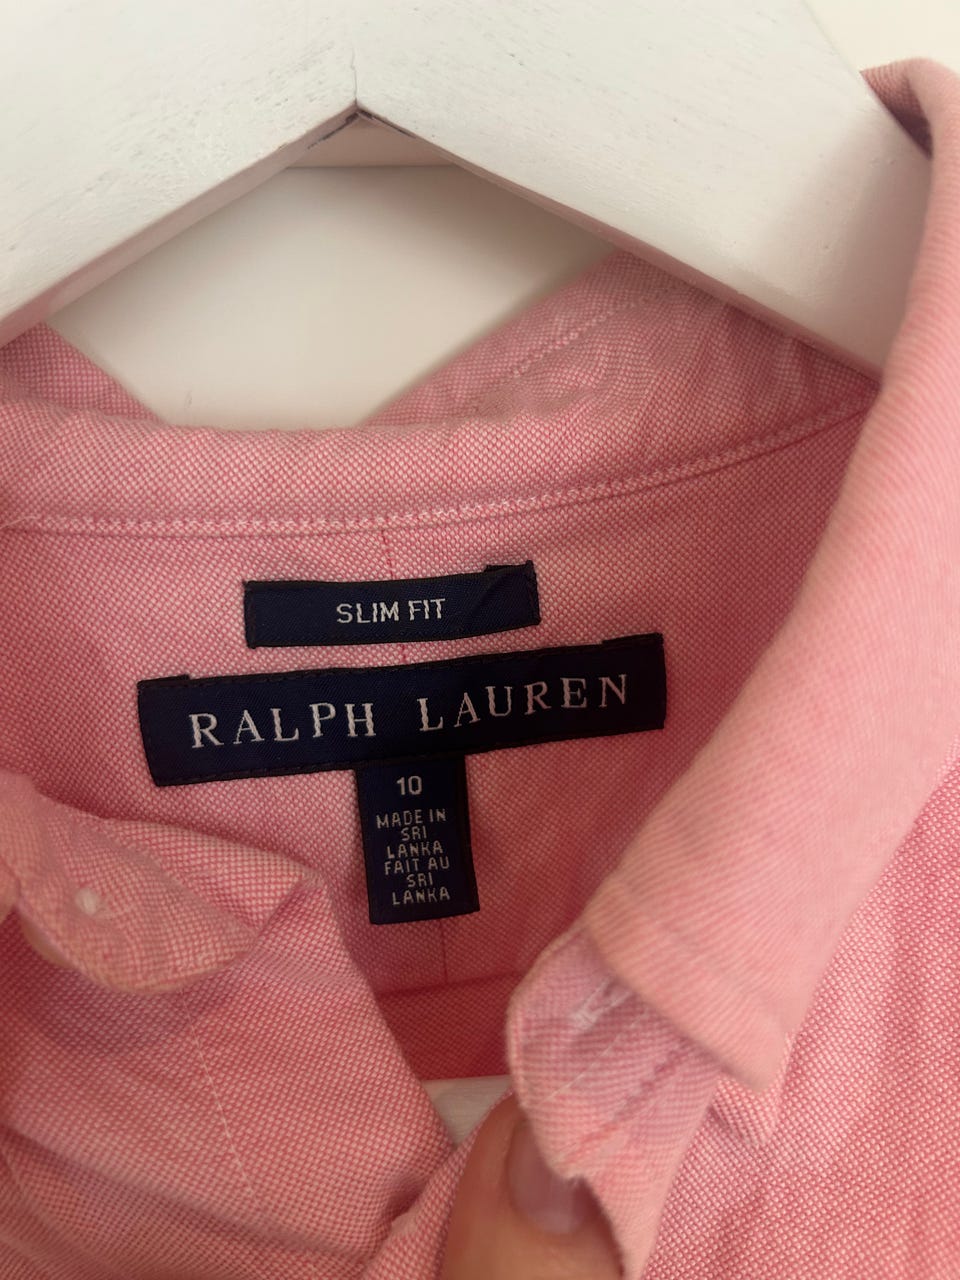 SLIM FIT
RALPH LAUREN
10
MADE IN
SRI
LANKA
FAIT AU
SRI
LANKA